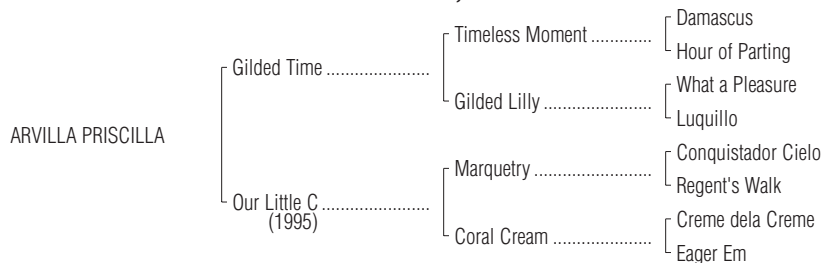 Damascus
Timeless Moment ..............
Hour of Parting
Gilded Time ......................
What a Pleasure
Gilded Lilly .........................
Luquillo
ARVILLA PRISCILLA
Conquistador Cielo
Marquetry ...........................
Regent's Walk
Our Little C .......................
(1995)
Creme dela Creme
Coral Cream ......................
Eager Em